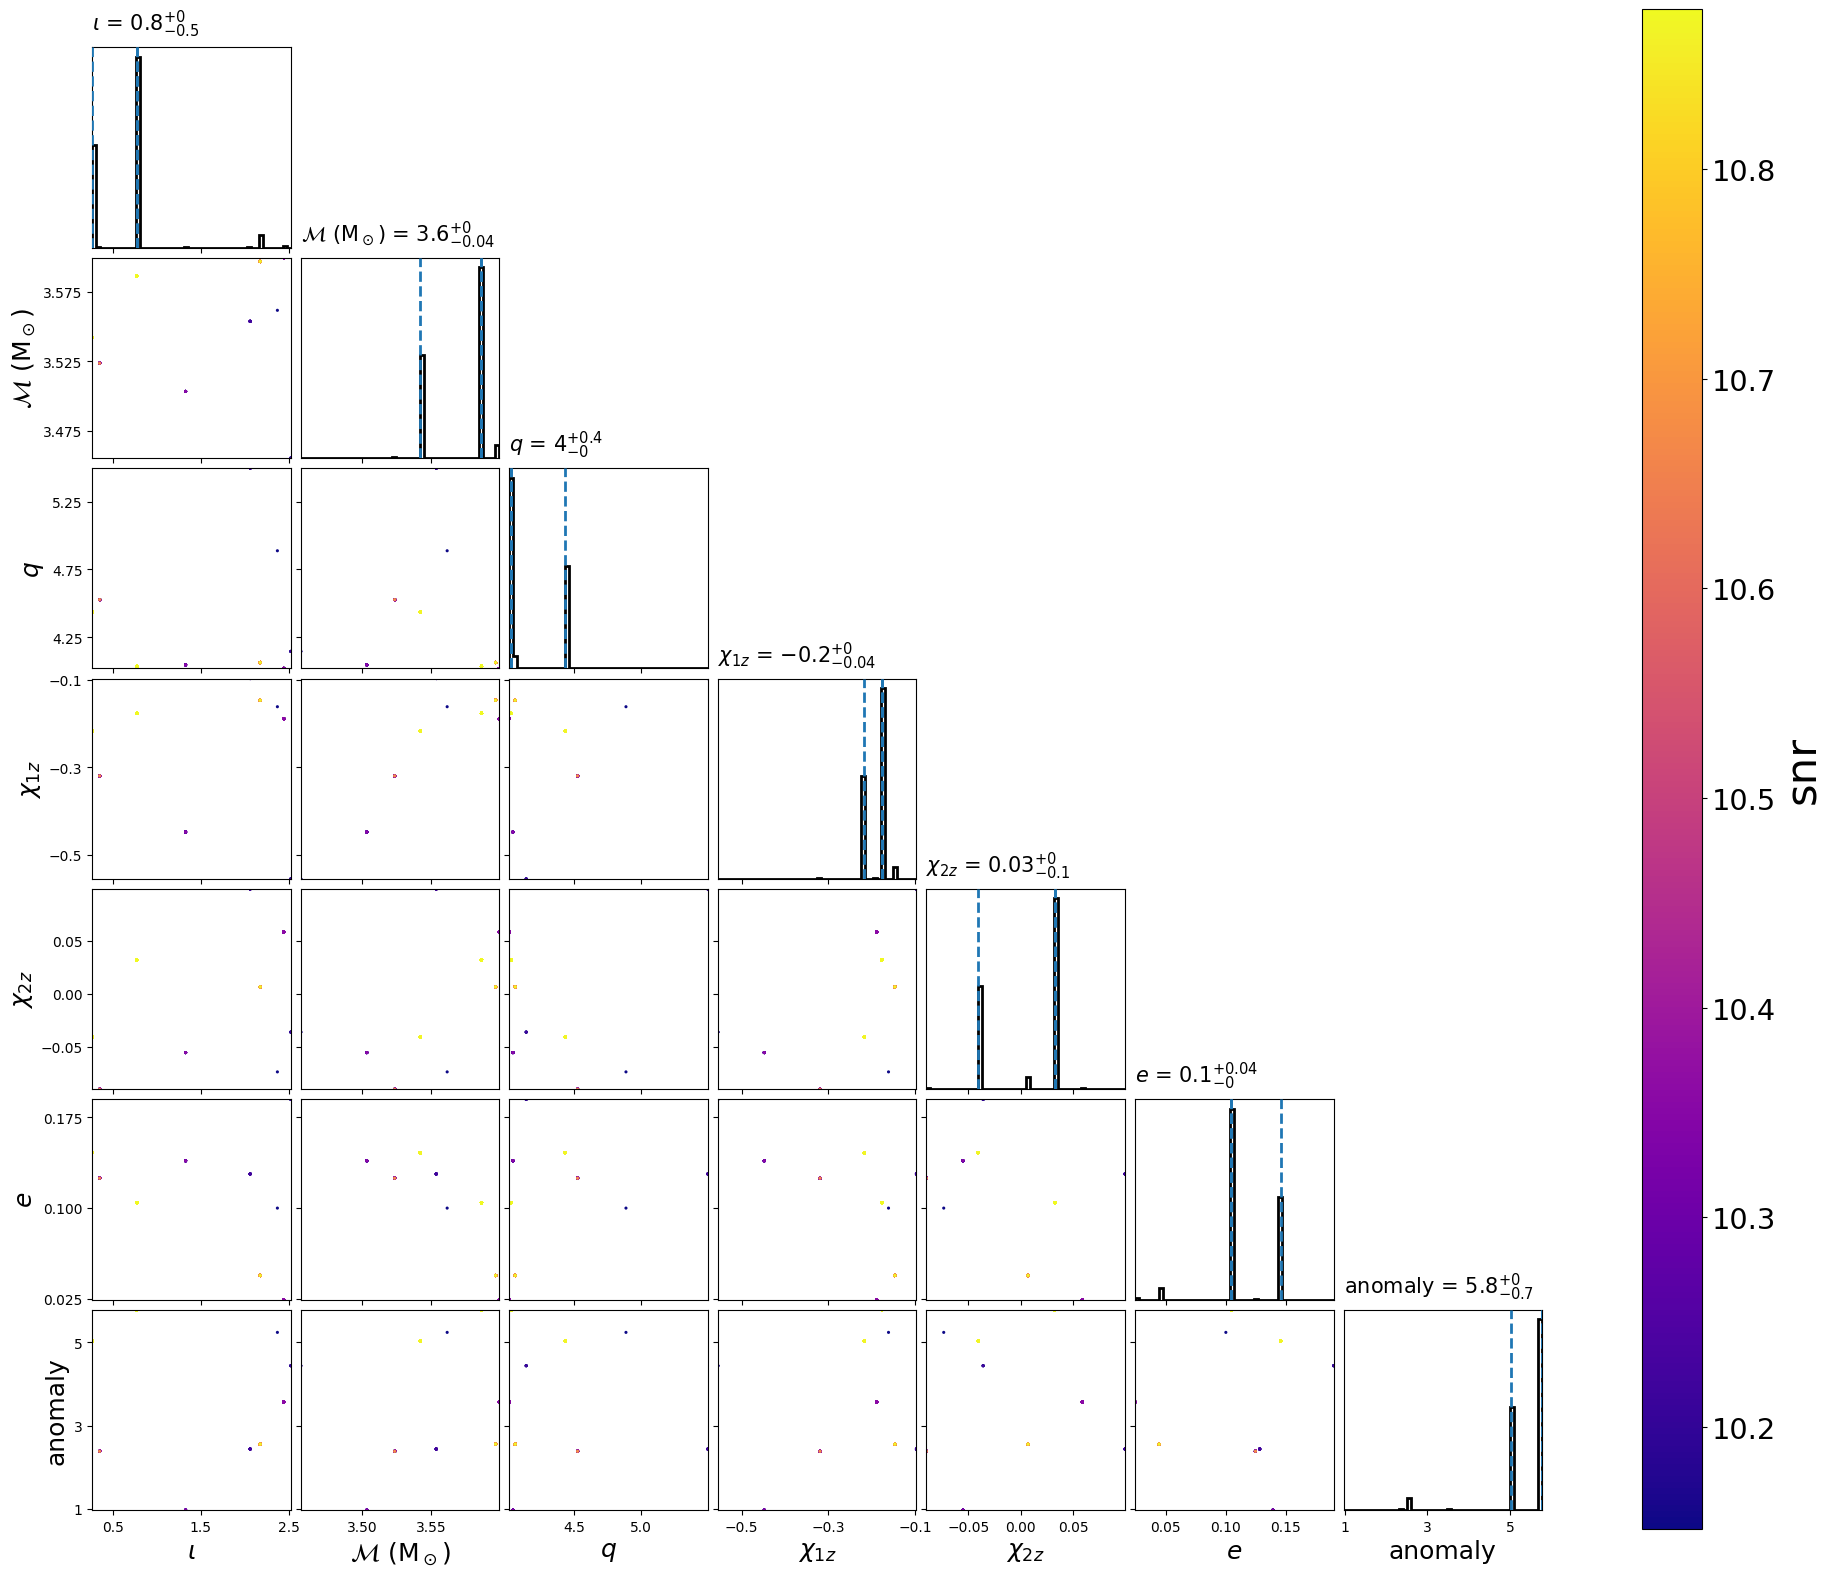 ι = 0.8+0−0.5
ℳ (M⊙) = 3.6+0−0.04
q = 4+0.4−0
χ1z = −0.2+0−0.04
χ2z = 0.03+0−0.1
e = 0.1+0.04−0
anomaly = 5.8+0−0.7
ℳ (M⊙)
3.575
3.525
3.475
q
5.25
4.75
4.25
χ1z
−0.1
−0.3
−0.5
χ2z
0.05
0.00
−0.05
e
0.175
0.100
0.025
anomaly
5
3
1
0.5 1.5 2.5 3.50 3.55 4.5 5.0 −0.5 −0.3 −0.1 −0.05 0.00 0.05 0.05 0.10 0.15 1 3 5
ι ℳ (M⊙) q χ1z χ2z e anomaly
10.8
10.7
10.6
10.5
10.4
10.3
10.2
snr